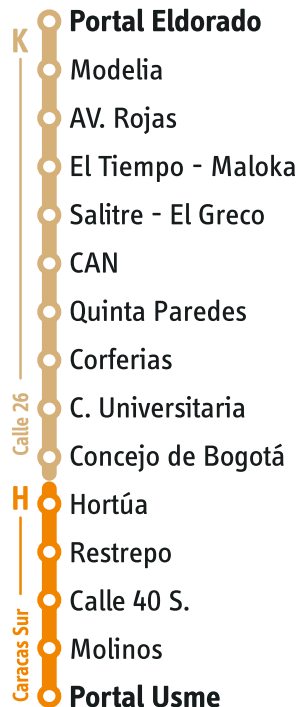 K
Portal Eldorado
Modelia
AV. Rojas
El Tiempo - Maloka
Salitre - El Greco
CAN
Quinta Paredes
Corferias
C. Universitaria
Calle 26
Concejo de Bogotá
H
Hortúa
Restrepo
Calle 40 S.
Molinos
Caracas Sur
Portal Usme